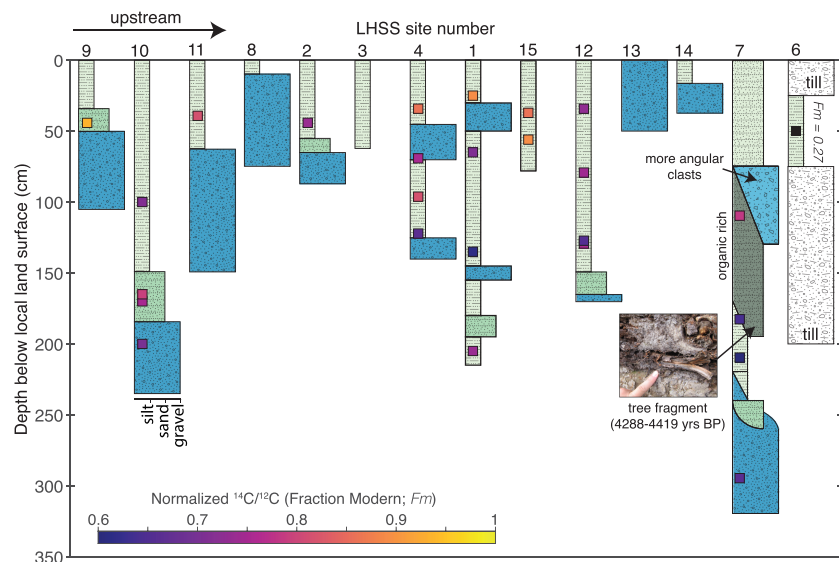 upstream
LHSS site number
9 10 11 8 2 3 4 1 15 12 13 14 7 6
Depth below local land surface (cm)
0
50
100
150
200
250
300
350
till
Fm = 0.27
more angular
clasts
organic rich
till
tree fragment
(4288-4419 yrs BP)
silt
sand
gravel
Normalized ¹⁴C/¹²C (Fraction Modern; Fm)
0.6 0.7 0.8 0.9 1